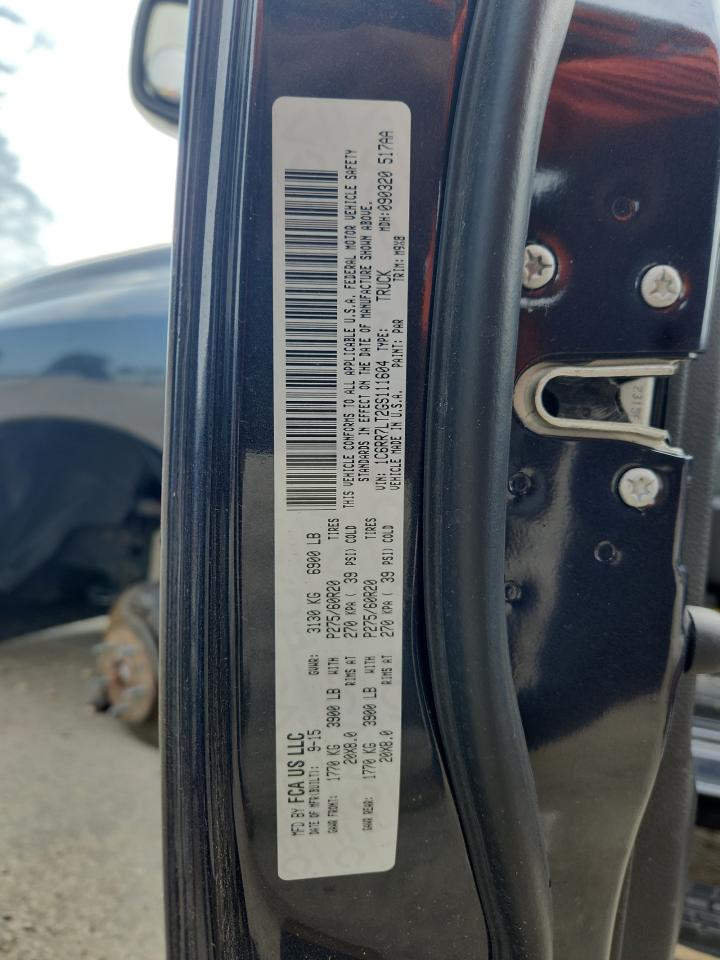 MFD BY FCA US LLC
DATE OF MFR(BUILT): 9-15 GVWR: 3130 KG 6900 LB
GAWR FRONT: 1770 KG 3900 LB WITH P275/60R20 TIRES
20X8.0 RIMS AT 270 KPA ( 39 PSI) COLD
GAWR REAR: 1770 KG 3900 LB WITH P275/60R20 TIRES
20X8.0 RIMS AT 270 KPA ( 39 PSI) COLD
THIS VEHICLE CONFORMS TO ALL APPLICABLE U.S.A. FEDERAL MOTOR VEHICLE SAFETY
STANDARDS IN EFFECT ON THE DATE OF MANUFACTURE SHOWN ABOVE.
VIN: 1C6RR7LT2GS111604 TYPE: TRUCK MDH:090320 517AA
VEHICLE MADE IN U.S.A. PAINT: PAR TRIM: M9X8